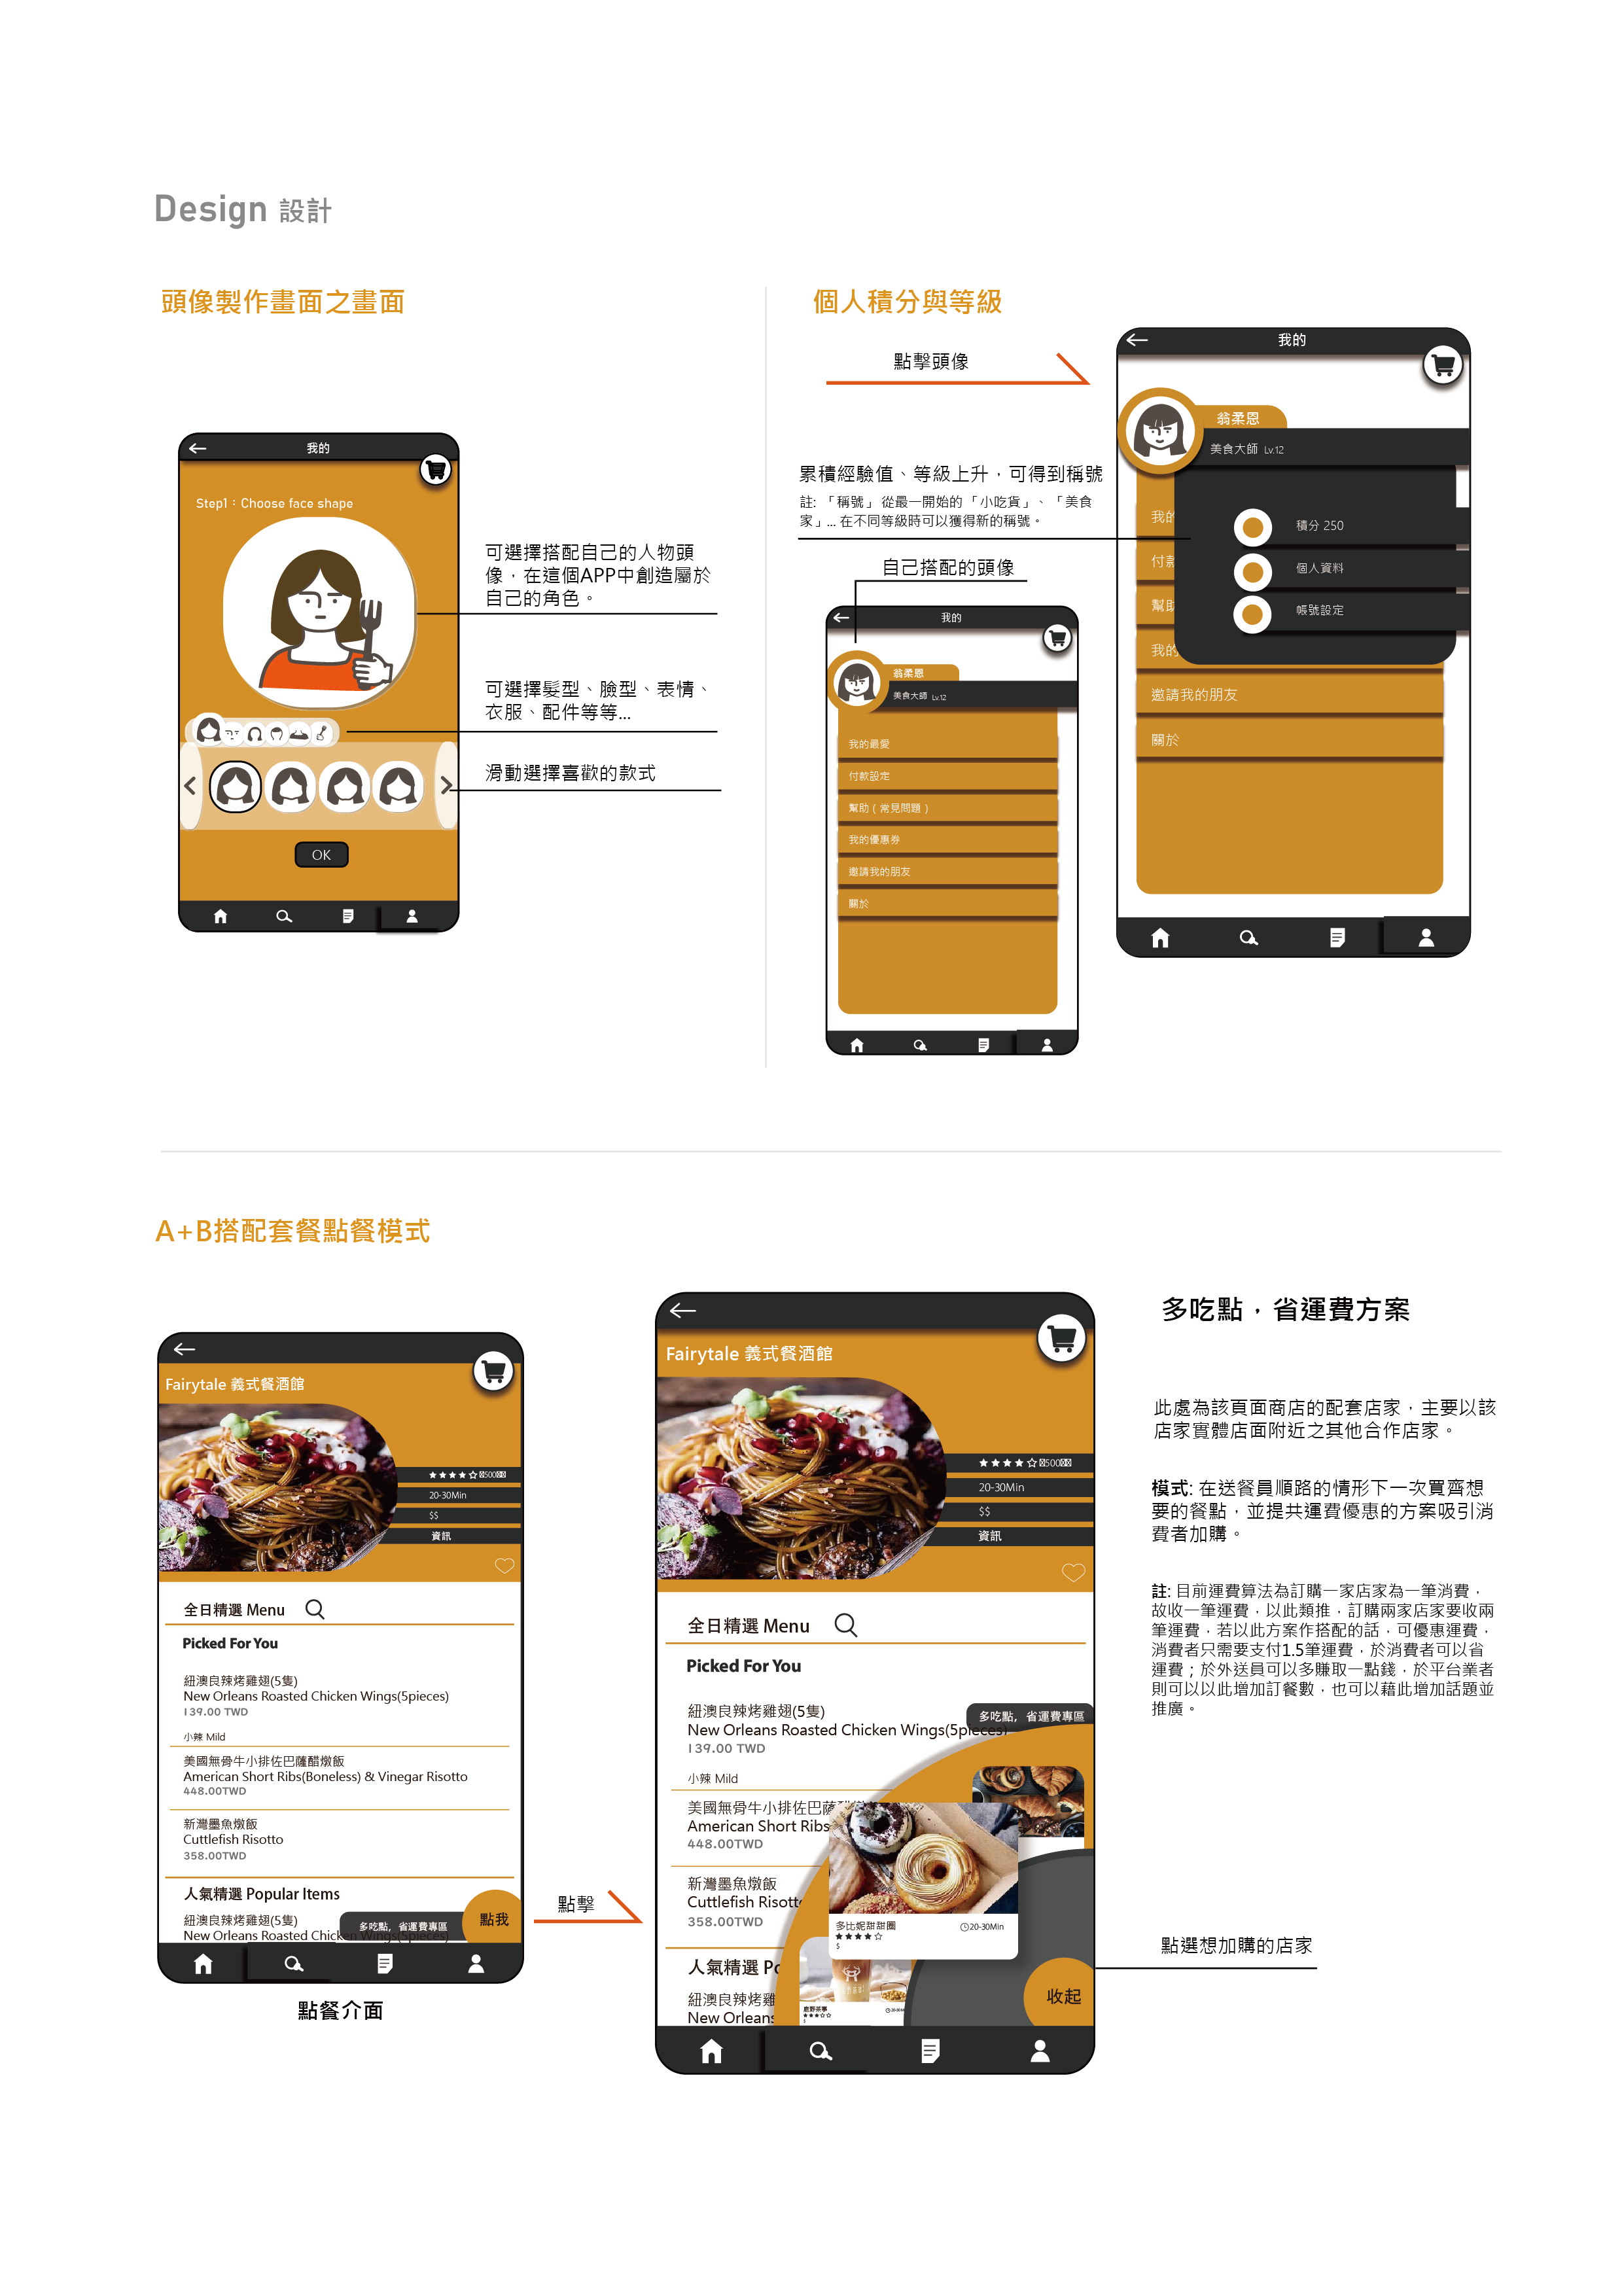 Design 設計
頭像製作畫面之畫面
我的
Step1：Choose face shape
OK
可選擇搭配自己的人物頭
像，在這個APP中創造屬於
自己的角色。
可選擇髮型、臉型、表情、
衣服、配件等等...
滑動選擇喜歡的款式
個人積分與等級
點擊頭像
累積經驗值、等級上升，可得到稱號
註: 「稱號」 從最一開始的 「小吃貨」、 「美食
家」... 在不同等級時可以獲得新的稱號。
自己搭配的頭像
我的
翁柔恩
美食大師 Lv.12
我的最愛
付款設定
幫助 ( 常見問題 )
我的優惠券
邀請我的朋友
關於
我的
翁柔恩
美食大師 Lv.12
積分 250
個人資料
帳號設定
我的
付款
幫助
我的
邀請我的朋友
關於
A+B搭配套餐點餐模式
Fairytale 義式餐酒館
★★★★☆ 500
20-30Min
$$
資訊
全日精選 Menu
Picked For You
紐澳良辣烤雞翅(5隻)
New Orleans Roasted Chicken Wings(5pieces)
139.00 TWD
小辣 Mild
美國無骨牛小排佐巴薩醋燉飯
American Short Ribs(Boneless) & Vinegar Risotto
448.00TWD
新灣墨魚燉飯
Cuttlefish Risotto
358.00TWD
人氣精選 Popular Items
紐澳良辣烤雞翅(5隻)
New Orleans Roasted Chicken Wings(5pieces)
多吃點，省運費專區
點我
點餐介面
點擊
Fairytale 義式餐酒館
★★★★☆ 500
20-30Min
$$
資訊
全日精選 Menu
Picked For You
紐澳良辣烤雞翅(5隻)
New Orleans Roasted Chicken Wings(5pieces)
139.00 TWD
多吃點，省運費專區
小辣 Mild
美國無骨牛小排佐巴薩
American Short Ribs
448.00TWD
新灣墨魚燉飯
Cuttlefish Risotto
358.00TWD
多比妮甜甜圈
20-30Min
★★★★☆
$
人氣精選 Po
紐澳良辣烤雞
New Orleans
鹿野茶事
20-30M
★★★☆☆
$
收起
多吃點，省運費方案
此處為該頁面商店的配套店家，主要以該
店家實體店面附近之其他合作店家。
模式: 在送餐員順路的情形下一次買齊想
要的餐點，並提共運費優惠的方案吸引消
費者加購。
註: 目前運費算法為訂購一家店家為一筆消費，
故收一筆運費，以此類推，訂購兩家店家要收兩
筆運費，若以此方案作搭配的話，可優惠運費，
消費者只需要支付1.5筆運費，於消費者可以省
運費；於外送員可以多賺取一點錢，於平台業者
則可以以此增加訂餐數，也可以藉此增加話題並
推廣。
點選想加購的店家